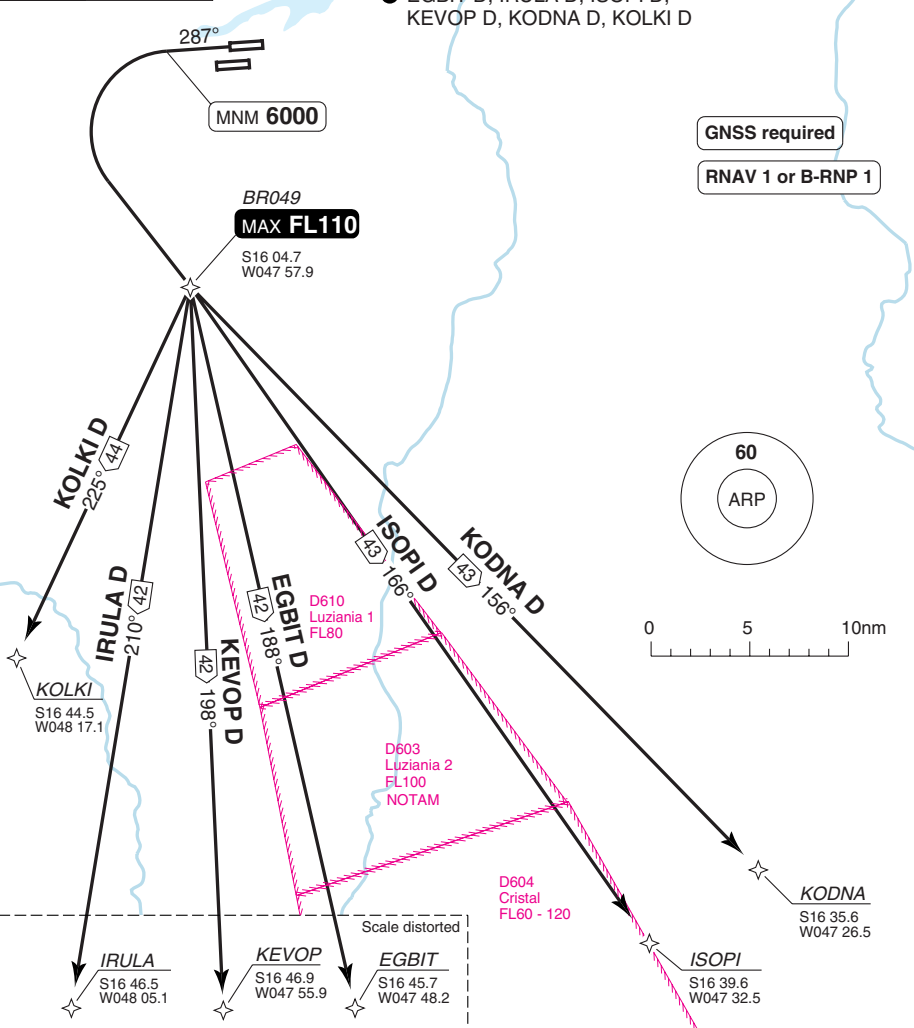 EGBIT D, IRULA D, ISOPI D,
KEVOP D, KODNA D, KOLKI D
287°
MNM 6000
GNSS required
RNAV 1 or B-RNP 1
BR049
MAX FL110
S16 04.7
W047 57.9
60
ARP
KOLKI D
225° 44
IRULA D
210° 42
KEVOP D
42 198°
EGBIT D
42 188°
ISOPI D
43 166°
KODNA D
43 156°
D610
Luziania 1
FL80
0 5 10nm
KOLKI
S16 44.5
W048 17.1
D603
Luziania 2
FL100
NOTAM
D604
Cristal
FL60 - 120
KODNA
S16 35.6
W047 26.5
Scale distorted
IRULA
S16 46.5
W048 05.1
KEVOP
S16 46.9
W047 55.9
EGBIT
S16 45.7
W047 48.2
ISOPI
S16 39.6
W047 32.5